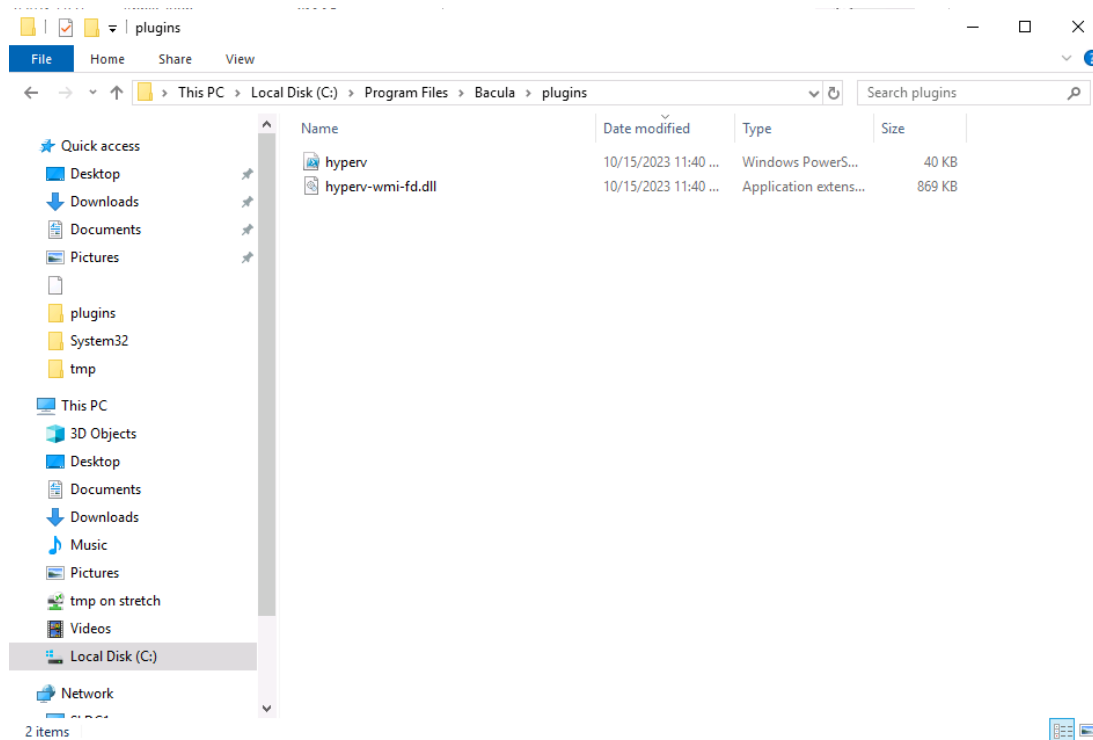 plugins
File Home Share View
This PC > Local Disk (C:) > Program Files > Bacula > plugins
Search plugins
Name Date modified Type Size
hyperv 10/15/2023 11:40 ... Windows PowerS... 40 KB
hyperv-wmi-fd.dll 10/15/2023 11:40 ... Application extens... 869 KB
Quick access
Desktop
Downloads
Documents
Pictures
plugins
System32
tmp
This PC
3D Objects
Desktop
Documents
Downloads
Music
Pictures
tmp on stretch
Videos
Local Disk (C:)
Network
2 items